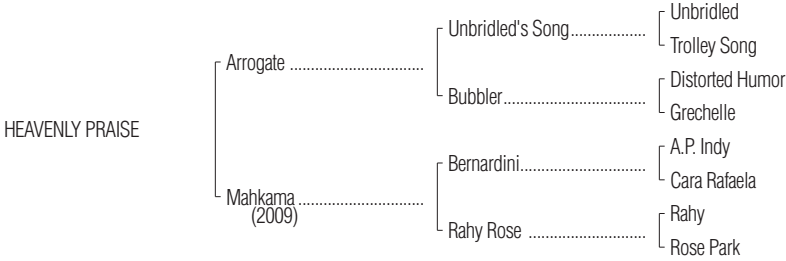 Unbridled
Unbridled's Song..................
Trolley Song
Arrogate ................................
Distorted Humor
Bubbler..................................
Grechelle
HEAVENLY PRAISE
A.P. Indy
Bernardini..............................
Cara Rafaela
Mahkama ..............................
(2009)
Rahy
Rahy Rose ............................
Rose Park